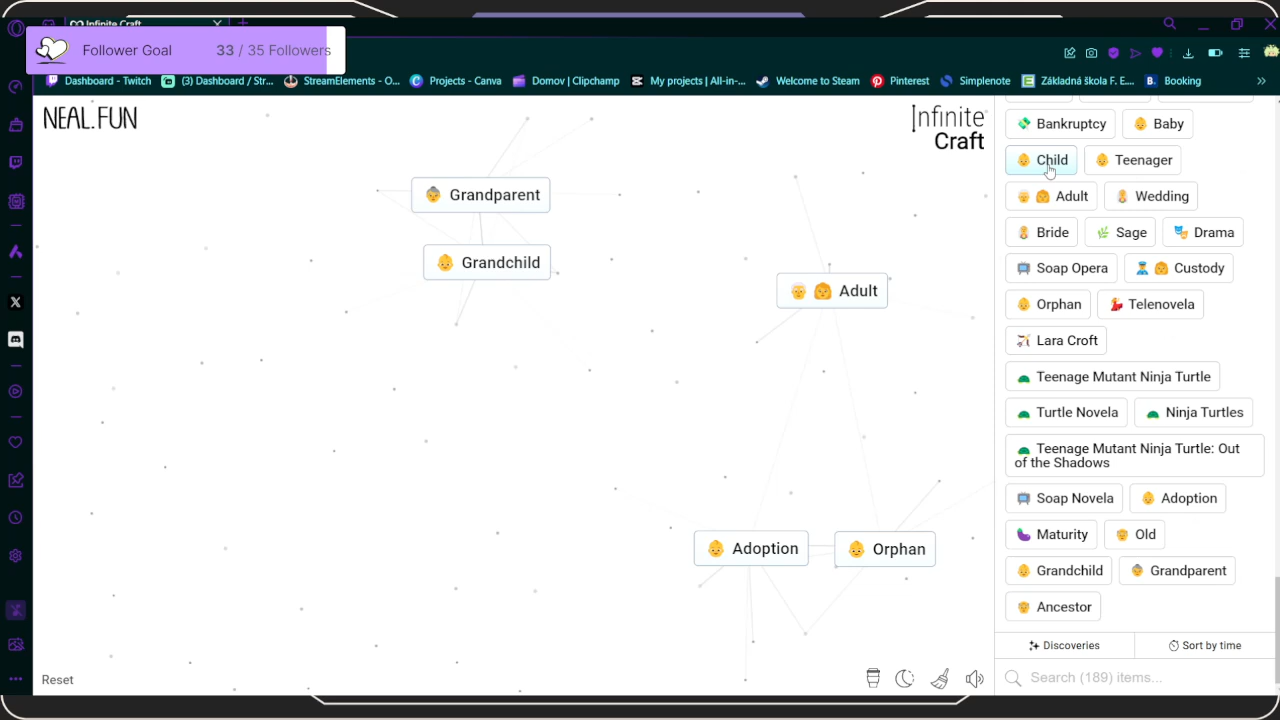 Infinite Craft
Follower Goal 33 / 35 Followers
Dashboard - Twitch (3) Dashboard / Str... StreamElements - O... Projects - Canva Domov | Clipchamp My projects | All-in-... Welcome to Steam Pinterest Simplenote Základná škola F. E... Booking
NEAL.FUN
Infinite
Craft
Grandparent
Grandchild
Adult
Adoption Orphan
Bankruptcy Baby
Child Teenager
Adult Wedding
Bride Sage Drama
Soap Opera Custody
Orphan Telenovela
Lara Croft
Teenage Mutant Ninja Turtle
Turtle Novela Ninja Turtles
Teenage Mutant Ninja Turtle: Out
of the Shadows
Soap Novela Adoption
Maturity Old
Grandchild Grandparent
Ancestor
Discoveries Sort by time
Reset
Search (189) items...